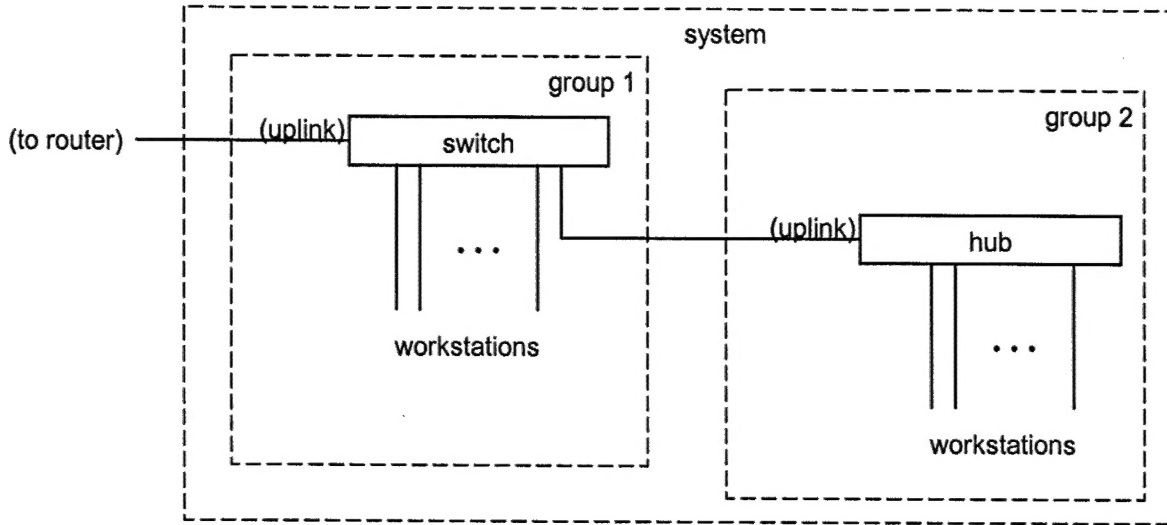 system
group 1
group 2
(to router)
(uplink)
switch
(uplink)
hub
...
workstations
...
workstations